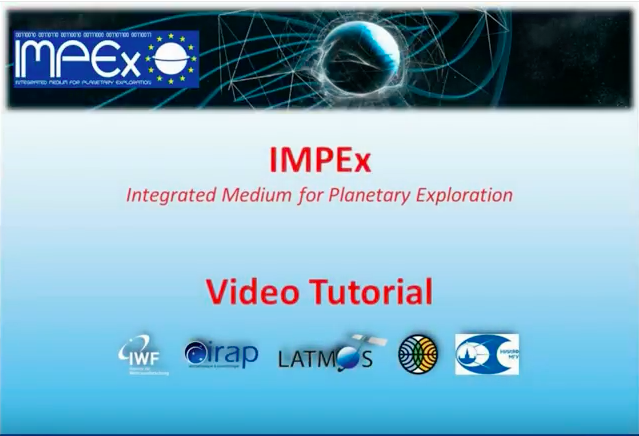 IMPEx
INTEGRATED MEDIUM FOR PLANETARY EXPLORATION
IMPEx
Integrated Medium for Planetary Exploration
Video Tutorial
IWF
irap
LATMOS